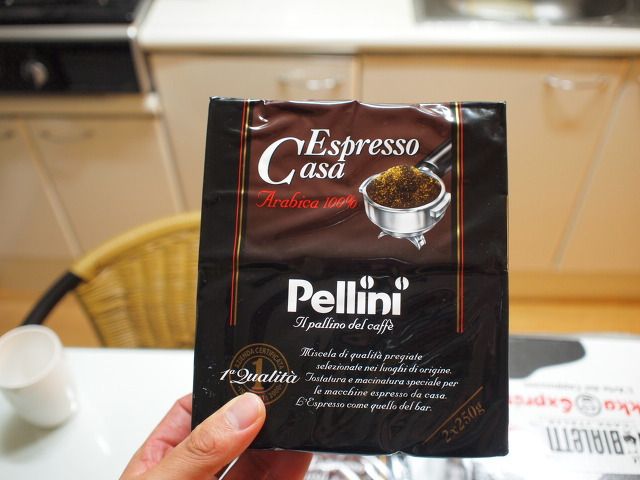 Espresso
Casa
Arabica 100%
Pellini
Il pallino del caffè
Miscela di qualità pregiate
selezionate nei luoghi di origine.
Tostatura e macinatura speciale per
le macchine espresso da casa.
L'Espresso come quello del bar.
1
1ª Qualità
2x250g
BIALETTI